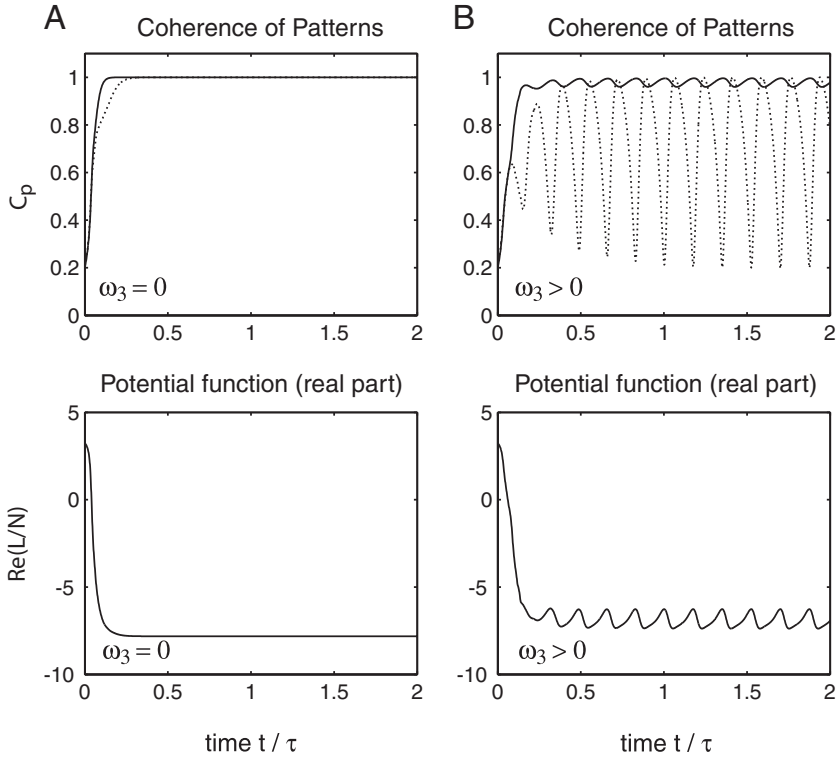 A
Coherence of Patterns
1
0.8
0.6
0.4
0.2
0
Cp
ω3 = 0
0 0.5 1 1.5 2
B
Coherence of Patterns
1
0.8
0.6
0.4
0.2
0
ω3 > 0
0 0.5 1 1.5 2
Potential function (real part)
5
0
-5
-10
Re(L/N)
ω3 = 0
0 0.5 1 1.5 2
time t / τ
Potential function (real part)
5
0
-5
-10
ω3 > 0
0 0.5 1 1.5 2
time t / τ